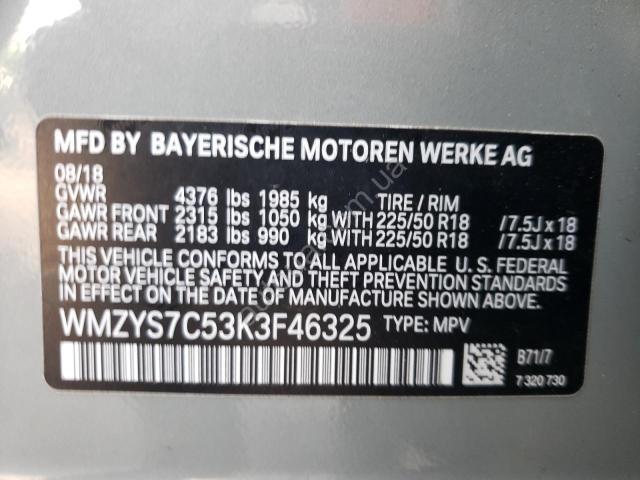 MFD BY BAYERISCHE MOTOREN WERKE AG
08/18
GVWR 4376 lbs 1985 kg TIRE / RIM
GAWR FRONT 2315 lbs 1050 kg WITH 225/50 R18 /7.5J x 18
GAWR REAR 2183 lbs 990 kg WITH 225/50 R18 /7.5J x 18
THIS VEHICLE CONFORMS TO ALL APPLICABLE U. S. FEDERAL
MOTOR VEHICLE SAFETY AND THEFT PREVENTION STANDARDS
IN EFFECT ON THE DATE OF MANUFACTURE SHOWN ABOVE.
WMZYS7C53K3F46325 TYPE: MPV
B71/7
7 320 730